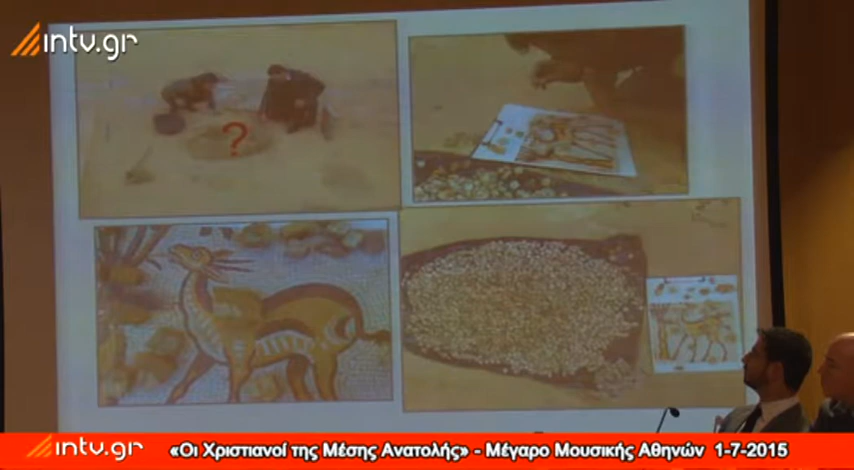 intv.gr
?
intv.gr «Οι Χριστιανοί της Μέσης Ανατολής» - Μέγαρο Μουσικής Αθηνών 1-7-2015